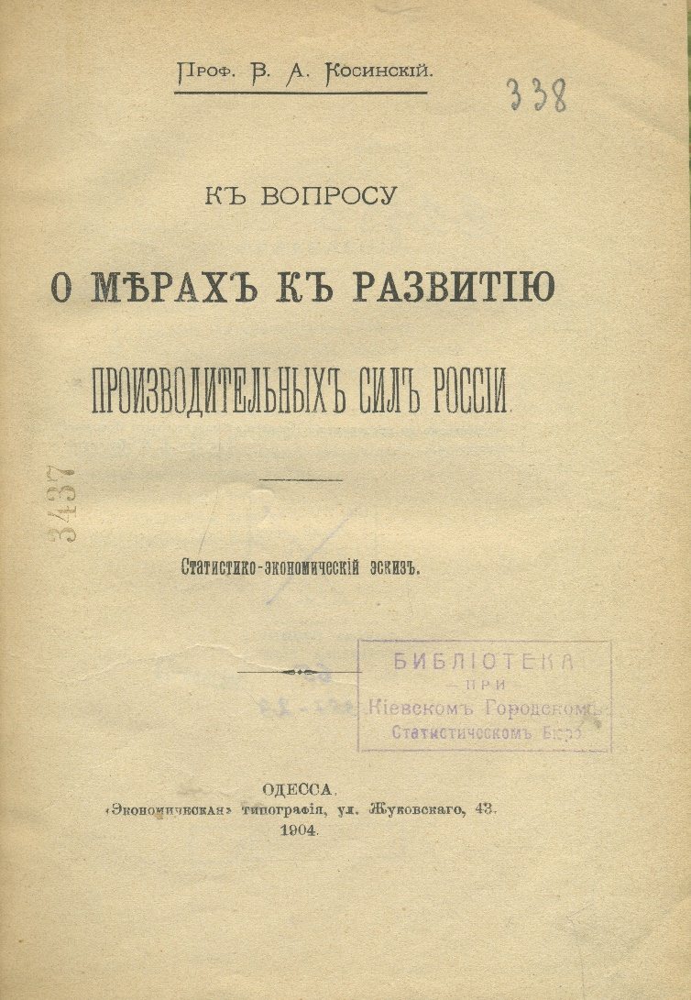 Проф. В. А. Косинскій.
338
КЪ ВОПРОСУ
О МѢРАХЪ КЪ РАЗВИТІЮ
ПРОИЗВОДИТЕЛЬНЫХЪ СИЛЪ РОССІИ.
3437
Статистико-экономическій эскизъ.
БИБЛІОТЕКА
— ПРИ —
Кіевскомъ Городскомъ
Статистическомъ Бюро
ОДЕССА.
«Экономическая» типографія, ул. Жуковскаго, 43.
1904.